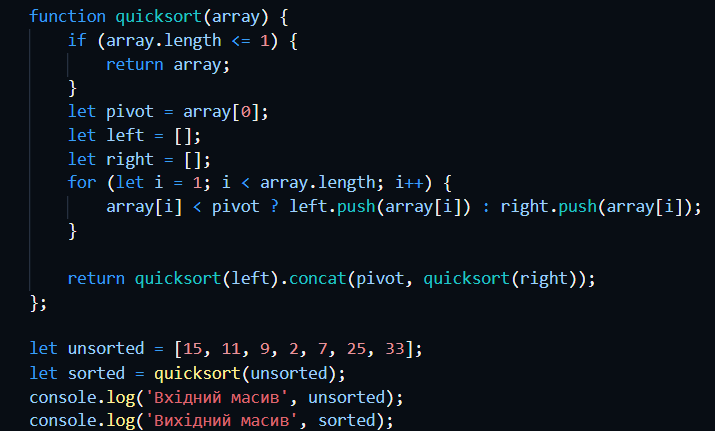 function quicksort(array) {
    if (array.length <= 1) {
        return array;
    }
    let pivot = array[0];
    let left = [];
    let right = [];
    for (let i = 1; i < array.length; i++) {
        array[i] < pivot ? left.push(array[i]) : right.push(array[i]);
    }
    return quicksort(left).concat(pivot, quicksort(right));
};
let unsorted = [15, 11, 9, 2, 7, 25, 33];
let sorted = quicksort(unsorted);
console.log('Вхідний масив', unsorted);
console.log('Вихідний масив', sorted);